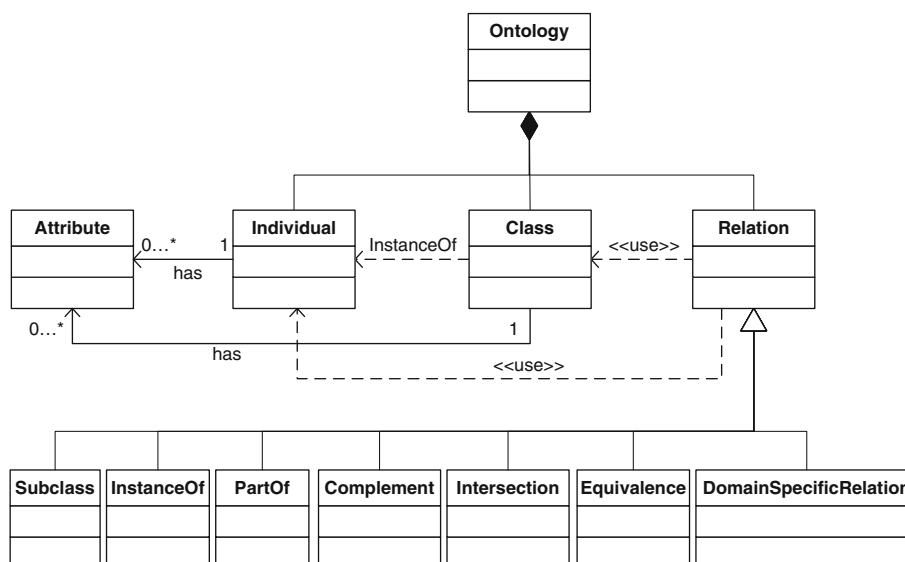 Ontology
Attribute
Individual
Class
Relation
0...*
1
InstanceOf
<<use>>
has
0...*
1
has
<<use>>
Subclass
InstanceOf
PartOf
Complement
Intersection
Equivalence
DomainSpecificRelation